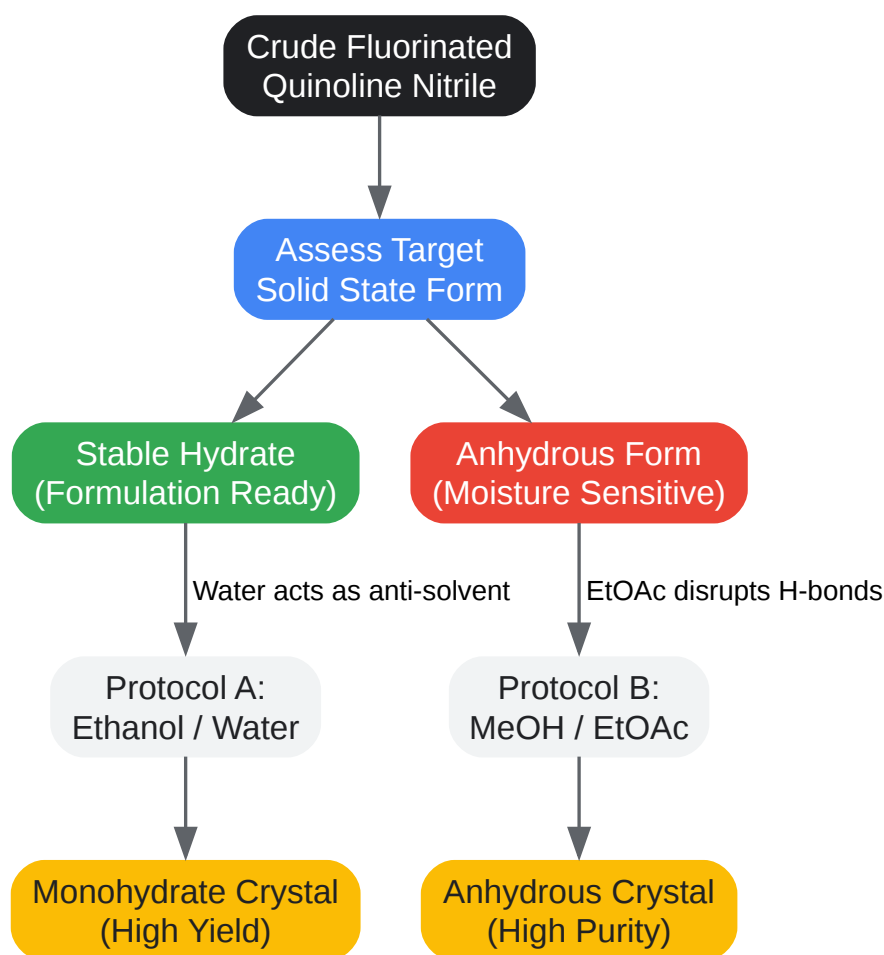 Crude Fluorinated
Quinoline Nitrile
Assess Target
Solid State Form
Stable Hydrate
(Formulation Ready)
Anhydrous Form
(Moisture Sensitive)
Water acts as anti-solvent
EtOAc disrupts H-bonds
Protocol A:
Ethanol / Water
Protocol B:
MeOH / EtOAc
Monohydrate Crystal
(High Yield)
Anhydrous Crystal
(High Purity)